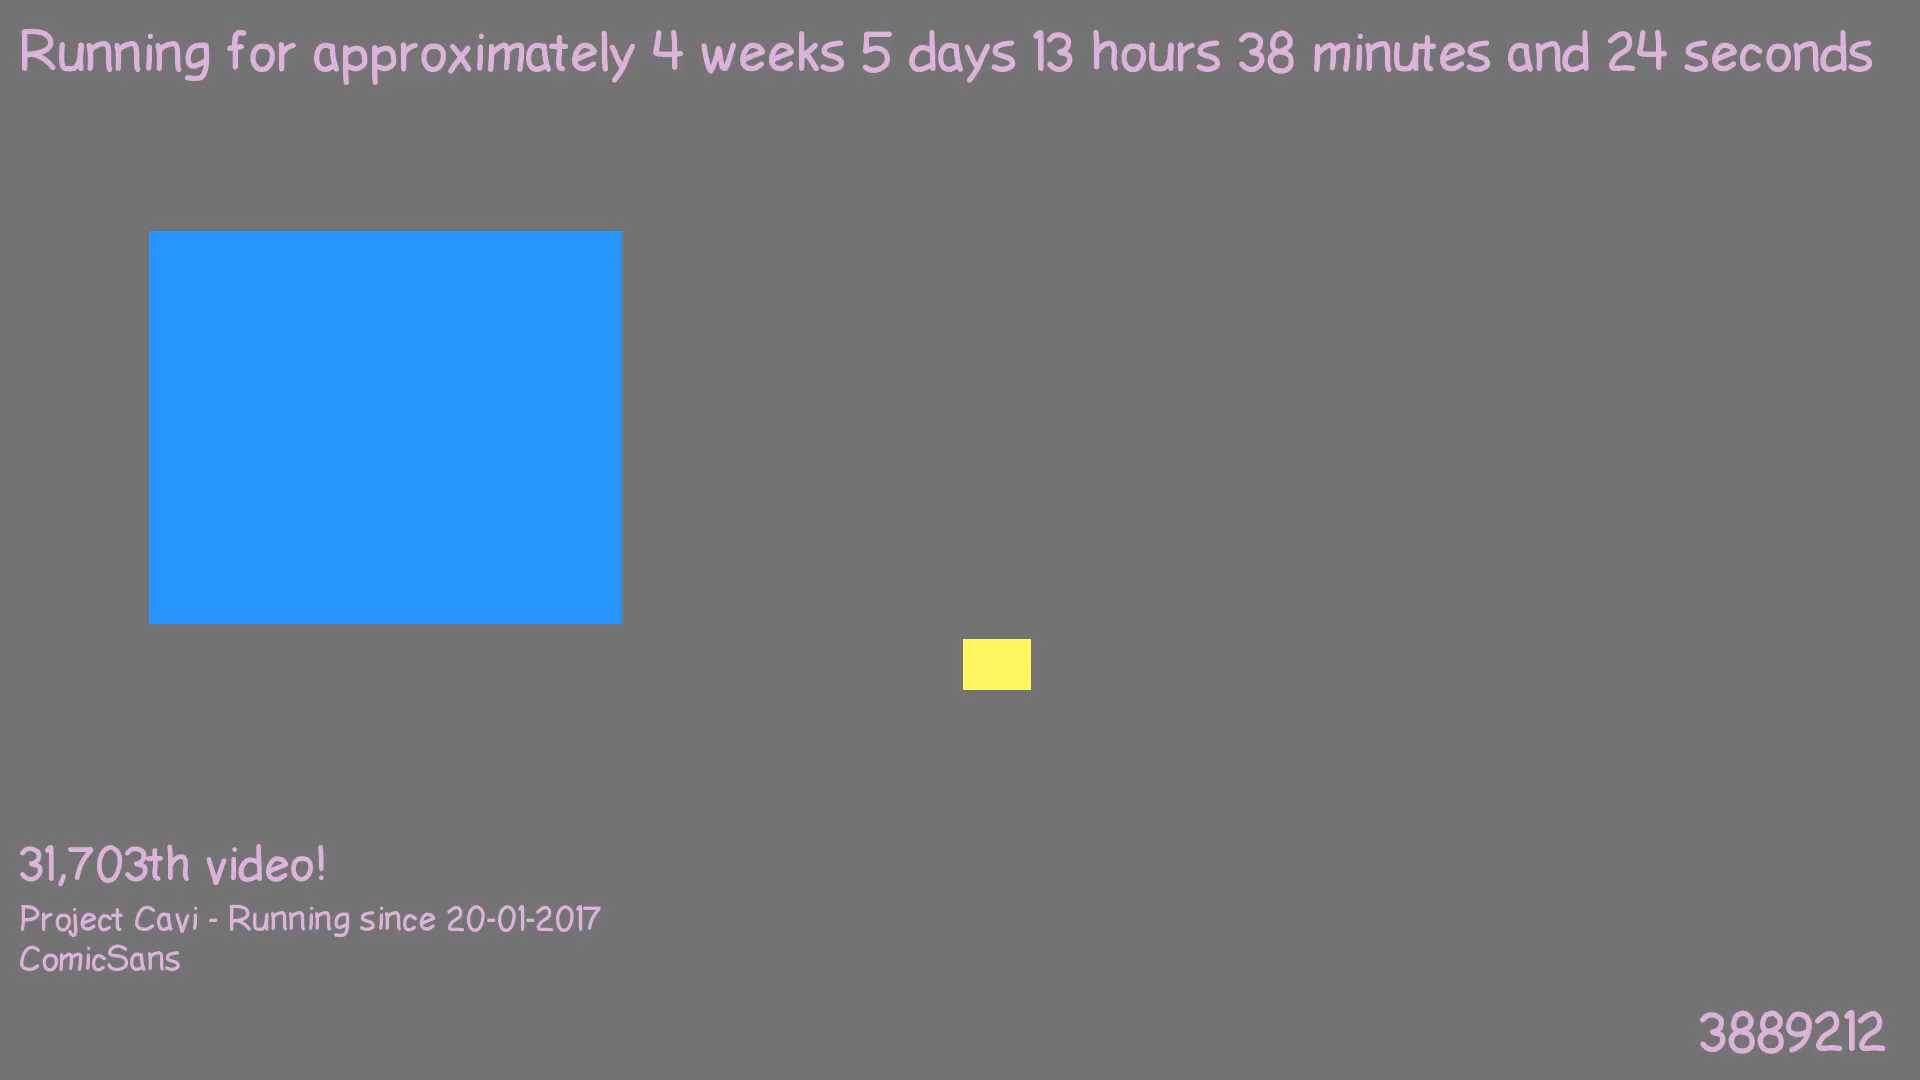 Running for approximately 4 weeks 5 days 13 hours 38 minutes and 24 seconds
31,703th video!
Project Cavi - Running since 20-01-2017
ComicSans
3889212